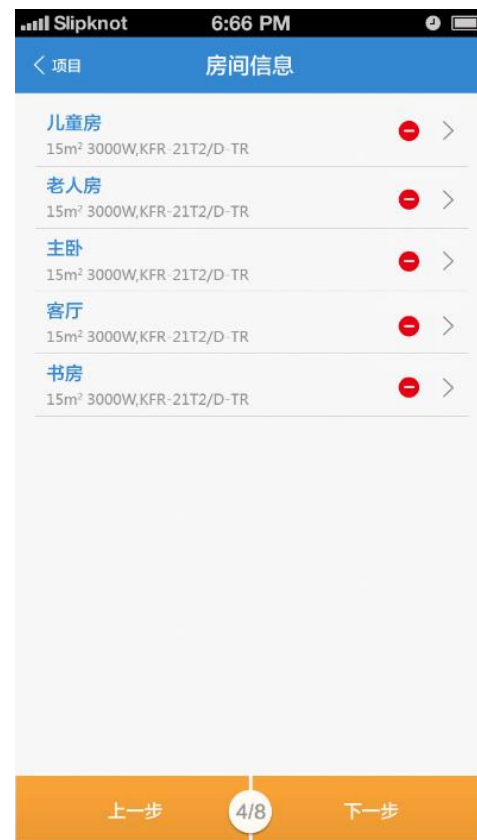 Slipknot 6:66 PM
项目 房间信息
儿童房
15m² 3000W,KFR-21T2/D-TR
老人房
15m² 3000W,KFR-21T2/D-TR
主卧
15m² 3000W,KFR-21T2/D-TR
客厅
15m² 3000W,KFR-21T2/D-TR
书房
15m² 3000W,KFR-21T2/D-TR
上一步 4/8 下一步